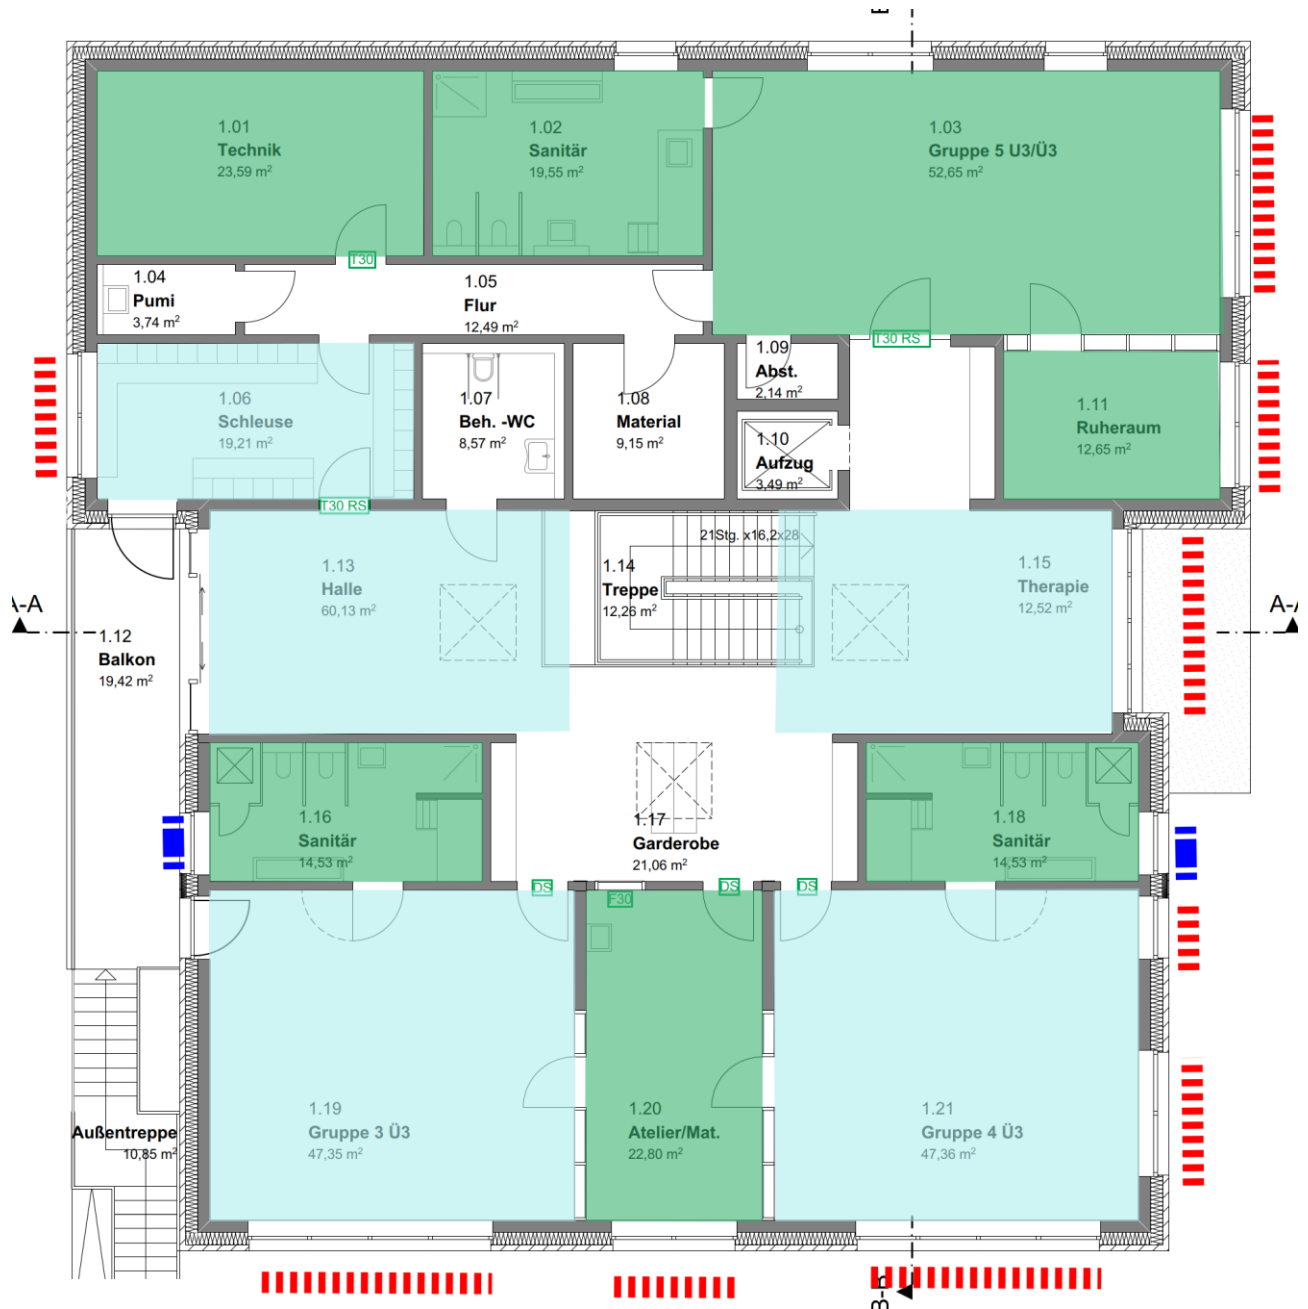 1.01
Technik
23,59 m²
1.02
Sanitär
19,55 m²
1.03
Gruppe 5 U3/Ü3
52,65 m²
T30
1.04
Pumi
3,74 m²
1.05
Flur
12,49 m²
T30 RS
1.06
Schleuse
19,21 m²
1.07
Beh. -WC
8,57 m²
1.08
Material
9,15 m²
1.09
Abst.
2,14 m²
1.10
Aufzug
3,49 m²
1.11
Ruheraum
12,65 m²
T30 RS
21Stg. x16,2x28
1.12
Balkon
19,42 m²
1.13
Halle
60,13 m²
1.14
Treppe
12,26 m²
1.15
Therapie
12,52 m²
A-A
A-A
1.16
Sanitär
14,53 m²
1.17
Garderobe
21,06 m²
1.18
Sanitär
14,53 m²
DS
DS
DS
F30
1.19
Gruppe 3 Ü3
47,35 m²
1.20
Atelier/Mat.
22,80 m²
1.21
Gruppe 4 Ü3
47,36 m²
Außentreppe
10,85 m²
B-B